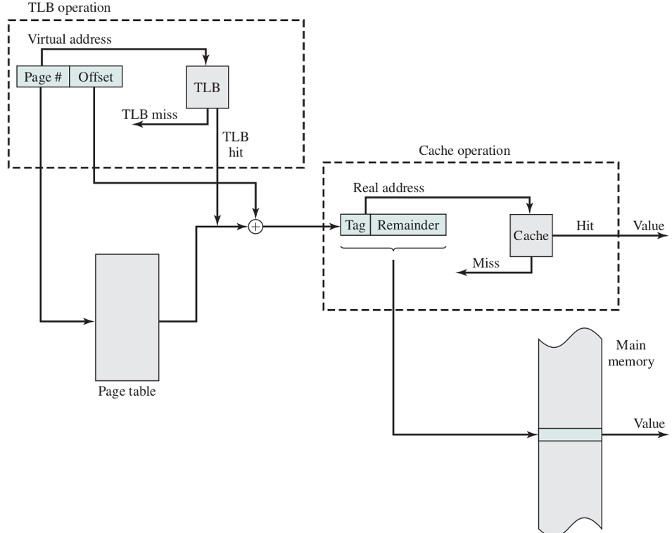 TLB operation
Virtual address
Page # Offset
TLB
TLB miss
TLB
hit
Cache operation
Real address
Tag Remainder
Cache
Hit
Value
Miss
Page table
Main
memory
Value